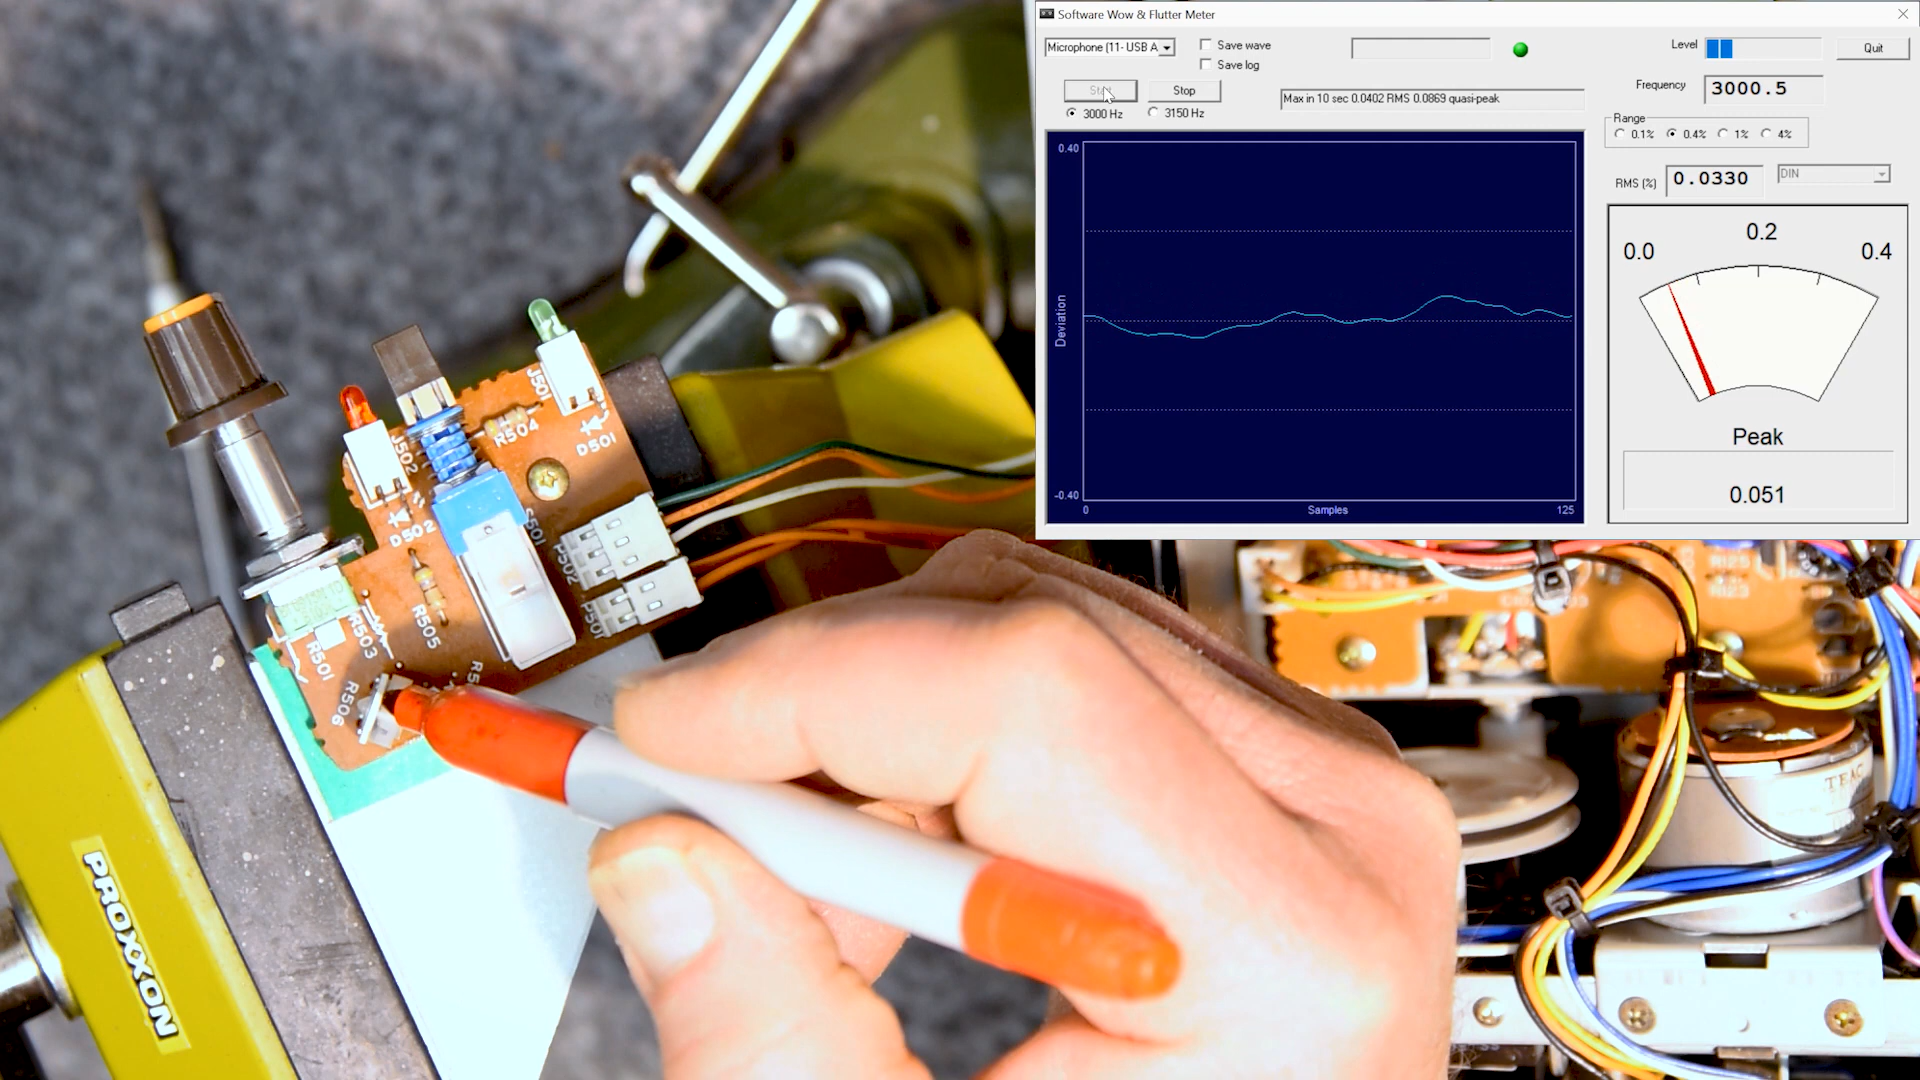 Software Wow & Flutter Meter
Microphone (11- USB A
Save wave
Save log
Level
Quit
Stop
3000 Hz
3150 Hz
Max in 10 sec 0.0402 RMS 0.0869 quasi-peak
Frequency
3000.5
Range
0.1%
0.4%
1%
4%
RMS (%)
0.0330
DIN
0.40
Deviation
-0.40
0
Samples
125
0.0
0.2
0.4
Peak
0.051
J501
R504
D501
J502
D502
S501
P502
P501
R505
R503
R501
R506
PROXXON
R125
R123
TEAC